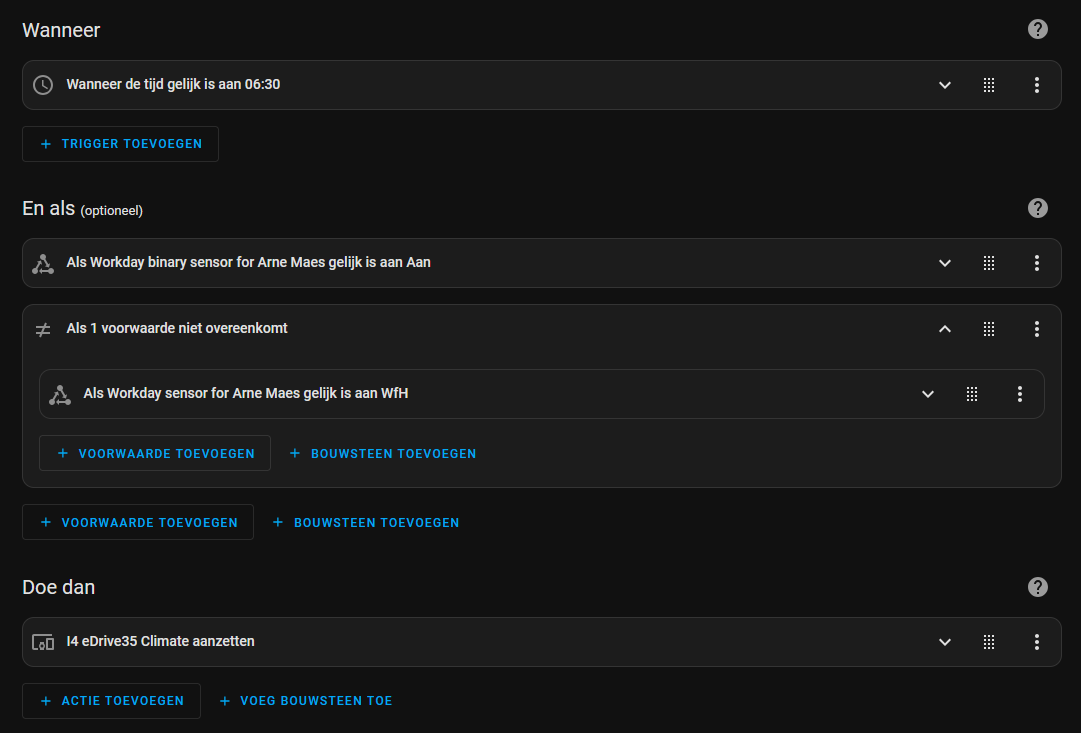 Wanneer
Wanneer de tijd gelijk is aan 06:30
+ TRIGGER TOEVOEGEN
En als (optioneel)
Als Workday binary sensor for Arne Maes gelijk is aan Aan
Als 1 voorwaarde niet overeenkomt
Als Workday sensor for Arne Maes gelijk is aan WfH
+ VOORWAARDE TOEVOEGEN + BOUWSTEEN TOEVOEGEN
+ VOORWAARDE TOEVOEGEN + BOUWSTEEN TOEVOEGEN
Doe dan
I4 eDrive35 Climate aanzetten
+ ACTIE TOEVOEGEN + VOEG BOUWSTEEN TOE